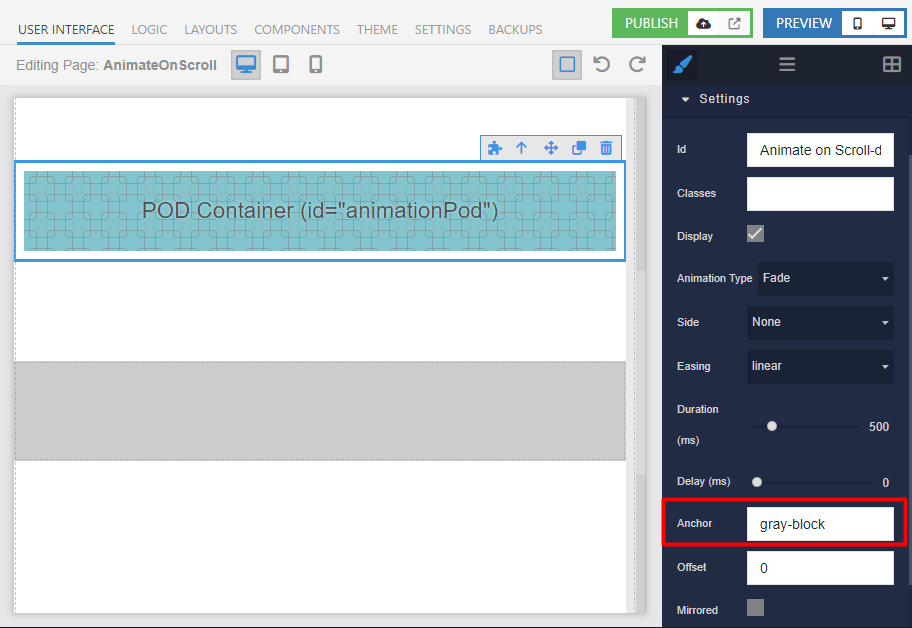 USER INTERFACE LOGIC LAYOUTS COMPONENTS THEME SETTINGS BACKUPS PUBLISH PREVIEW
Editing Page: AnimateOnScroll
Settings
Id Animate on Scroll-d
Classes
Display
Animation Type Fade
Side None
Easing linear
Duration
(ms) 500
Delay (ms) 0
Anchor gray-block
Offset 0
Mirrored
POD Container (id="animationPod")